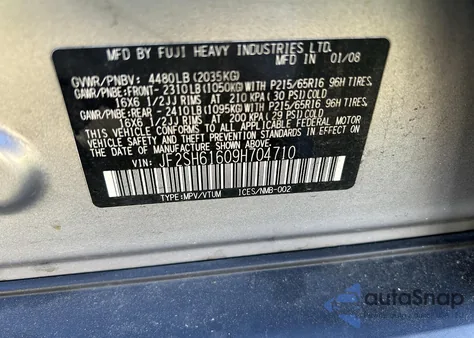 MFD BY FUJI HEAVY INDUSTRIES LTD.
MFD IN 01/08
GVWR/PNBV: 4480LB(2035KG)
GAWR/PNBE:FRONT- 2310LB(1050KG)WITH P215/65R16 96H TIRES,
16X6 1/2JJ RIMS AT 210 KPA(30 PSI)COLD
GAWR/PNBE:REAR - 2410LB(1095KG)WITH P215/65R16 96H TIRES,
16X6 1/2JJ RIMS AT 200 KPA(29 PSI)COLD
THIS VEHICLE CONFORMS TO ALL APPLICABLE FEDERAL MOTOR
VEHICLE SAFETY AND THEFT PREVENTION STANDARDS IN EFFECT ON THE
DATE OF MANUFACTURE SHOWN ABOVE.
VIN: JF2SH61609H704710
TYPE:MPV/VTUM ICES/NMB-002
autoSnap